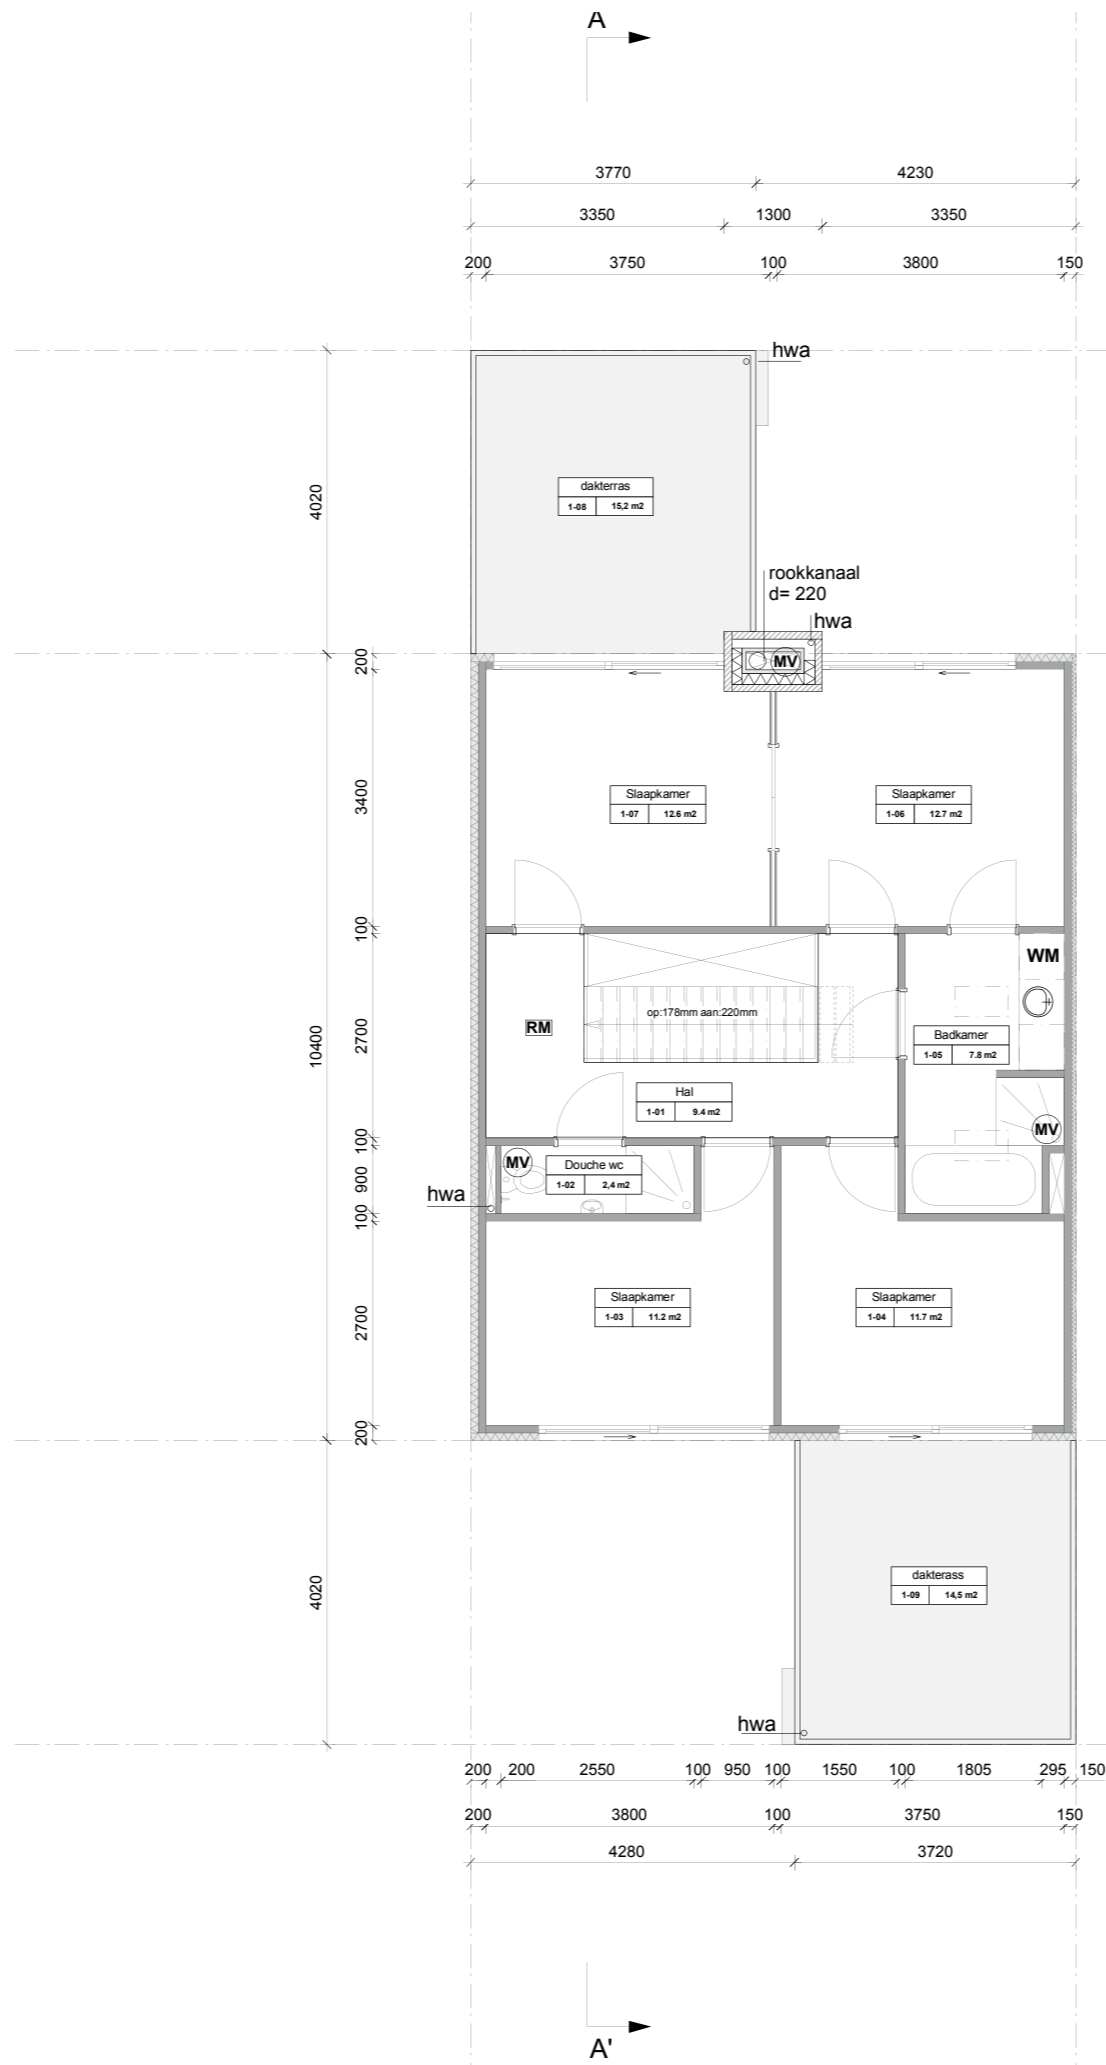 A
3770 4230
3350 1300 3350
200 3750 100 3800 150
hwa
4020
dakterras
1-08 15,2 m2
rookkanaal
d= 220
hwa
MV
200
3400
Slaapkamer
1-07 12.6 m2
Slaapkamer
1-06 12.7 m2
100
WM
RM
op:178mm aan:220mm
10400
2700
Badkamer
1-05 7.8 m2
Hal
1-01 9.4 m2
MV
100
MV
Douche wc
1-02 2,4 m2
900
hwa
100
Slaapkamer
1-03 11.2 m2
Slaapkamer
1-04 11.7 m2
2700
200
4020
dakterass
1-09 14,5 m2
hwa
200 200 2550 100 950 100 1550 100 1805 295 150
200 3800 100 3750 150
4280 3720
A'